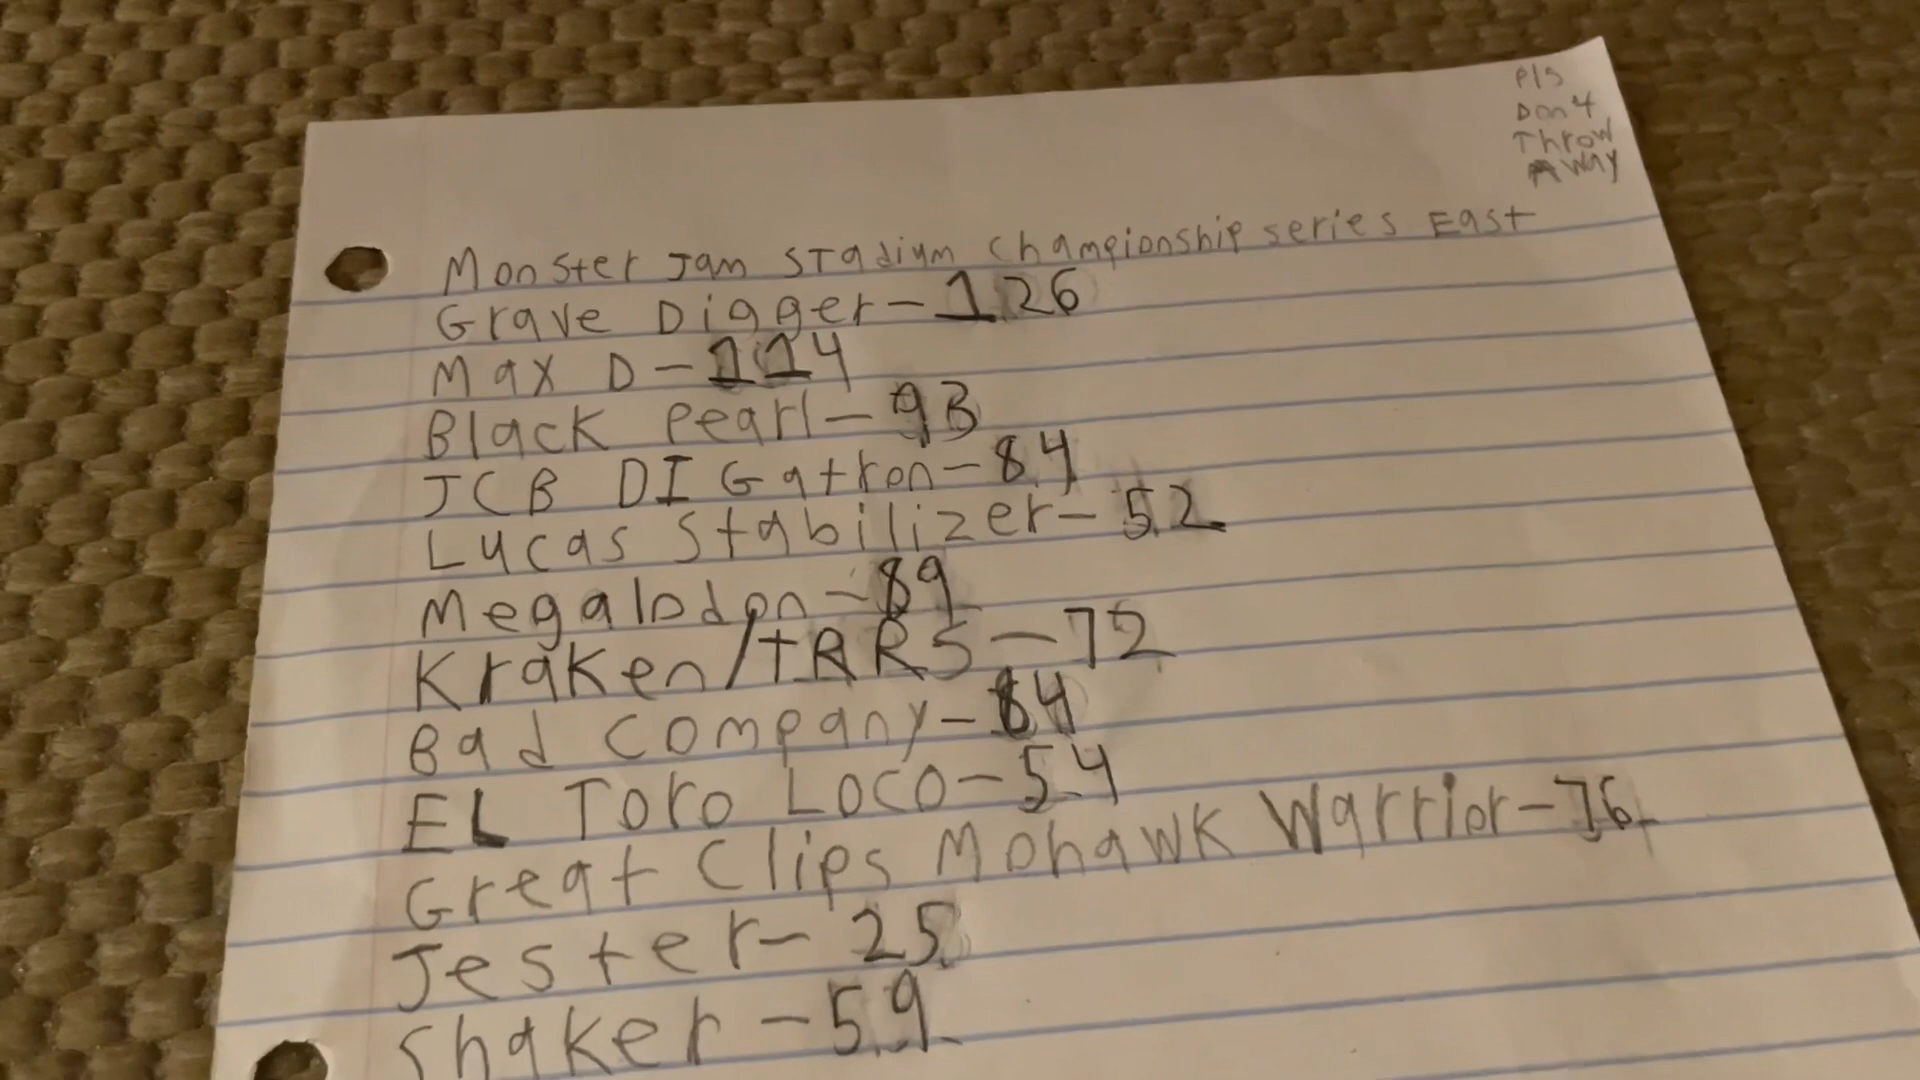 Pls
Don4
Throw
Away
Monster Jam Stadium Championship series East
Grave Digger-126
Max D-114
Black Pearl-93
JCB DIGatron-84
Lucas Stabilizer-52
Megalodon-89
Kraken/TRRS-72
Bad Company-84
EL Toro Loco-54
Great Clips Mohawk Warrior-76
Jester-25
Shaker-59